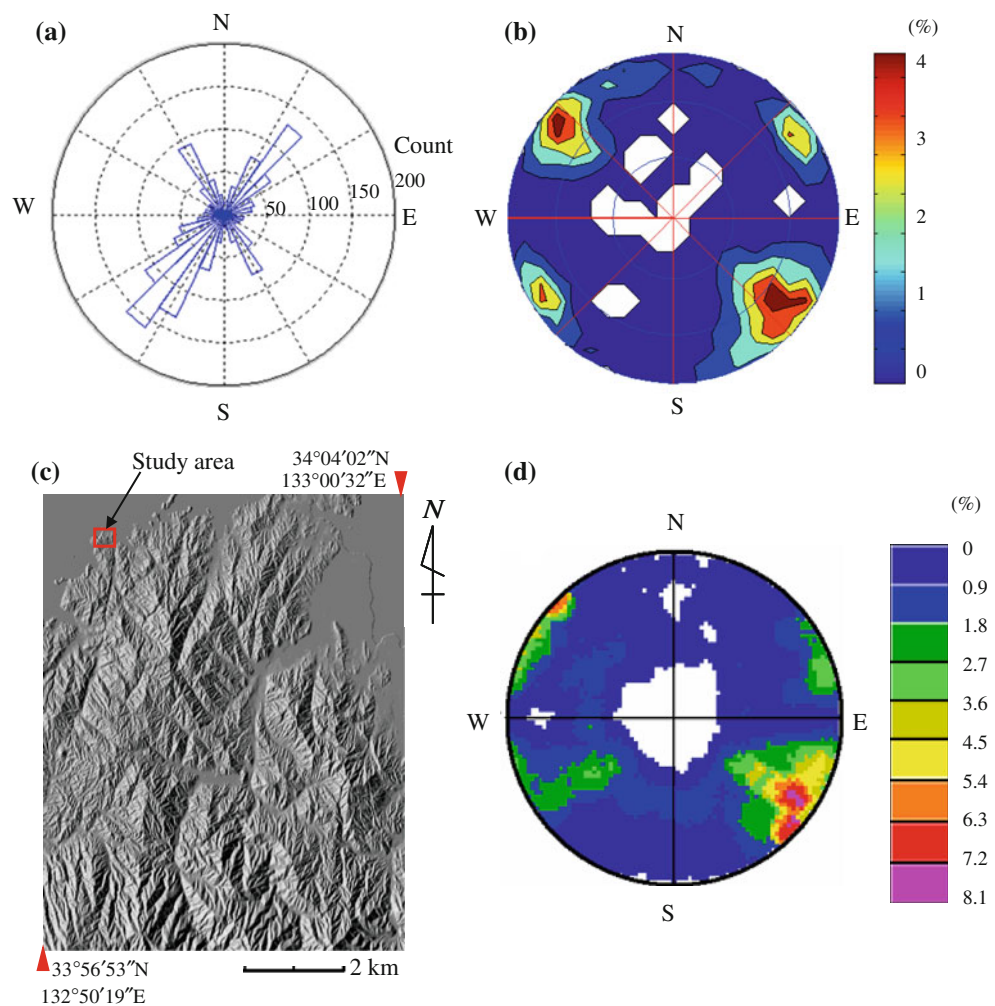 (a)
N
Count
200
150
100
50
W
E
S
(b)
N
W
E
S
(%)
4
3
2
1
0
(c)
Study area
34°04′02″N
133°00′32″E
N
33°56′53″N
132°50′19″E
2 km
(d)
N
W
E
S
(%)
0
0.9
1.8
2.7
3.6
4.5
5.4
6.3
7.2
8.1